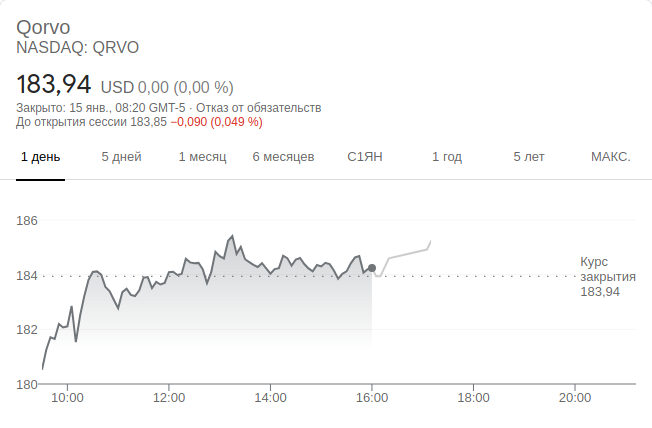 Qorvo
NASDAQ: QRVO
183,94 USD 0,00 (0,00 %)
Закрыто: 15 янв., 08:20 GMT-5 · Отказ от обязательств
До открытия сессии 183,85 −0,090 (0,049 %)
1 день 5 дней 1 месяц 6 месяцев С1ЯН 1 год 5 лет МАКС.
186
184
182
180
Курс
закрытия
183,94
10:00 12:00 14:00 16:00 18:00 20:00